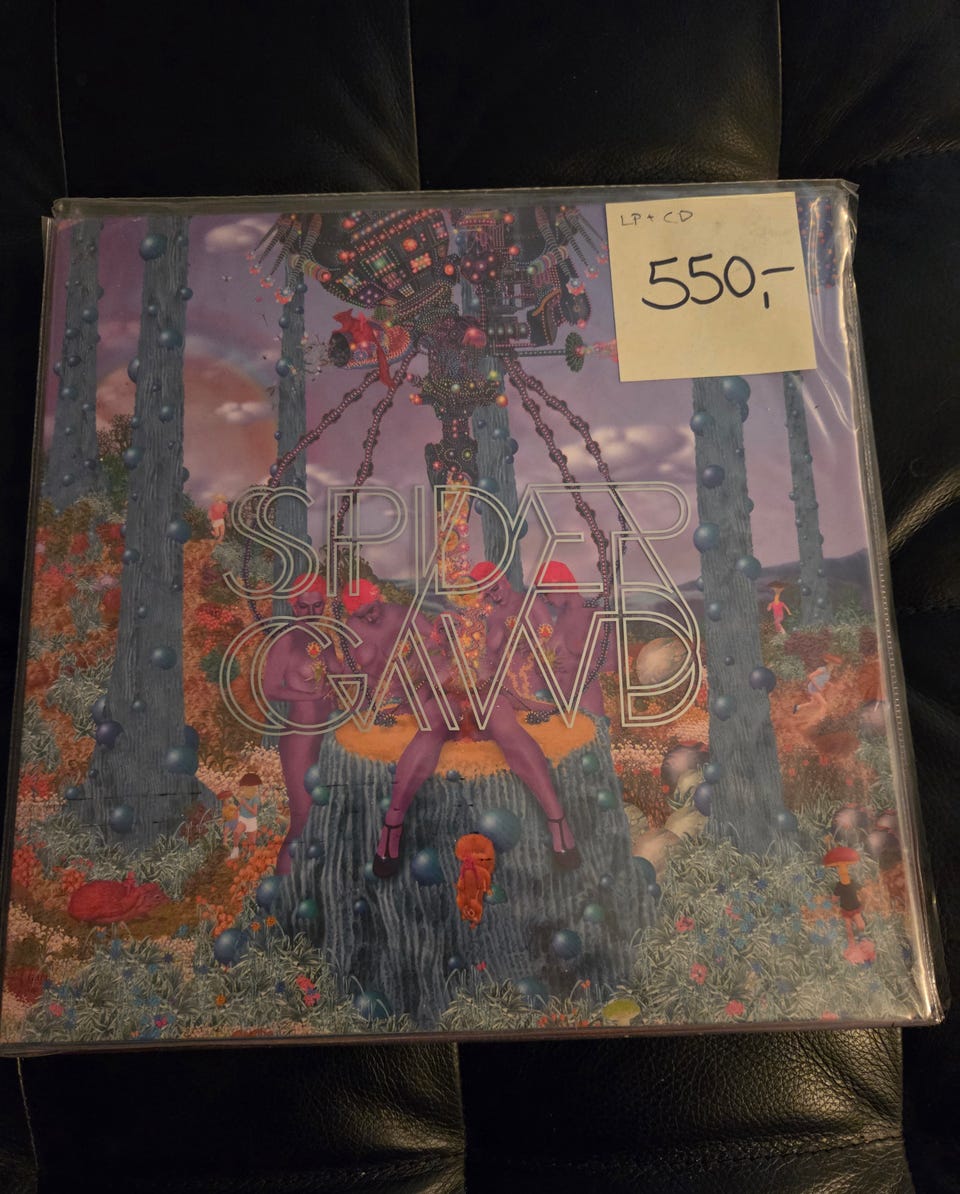 LP + CD
550,-
SPIDER
GAWD